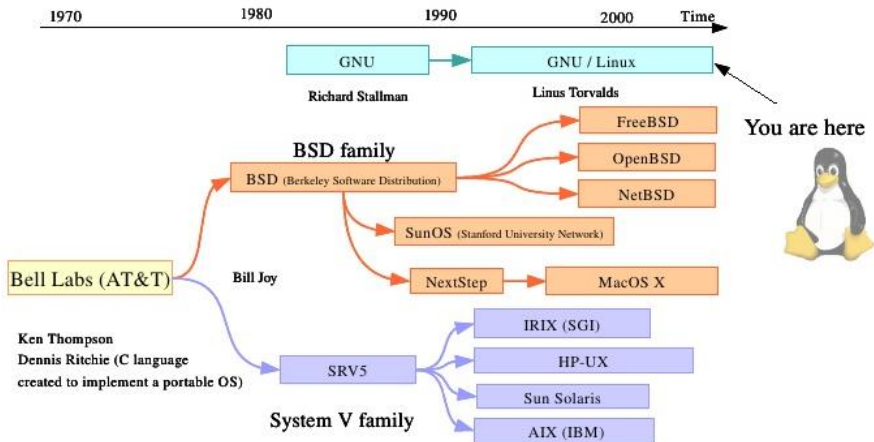 1970 1980 1990 2000 Time
GNU GNU / Linux
Richard Stallman Linus Torvalds
You are here
FreeBSD
BSD family
OpenBSD
BSD (Berkeley Software Distribution)
NetBSD
SunOS (Stanford University Network)
Bell Labs (AT&T) Bill Joy NextStep MacOS X
IRIX (SGI)
Ken Thompson
Dennis Ritchie (C language
created to implement a portable OS)
SRV5 HP-UX
Sun Solaris
System V family
AIX (IBM)